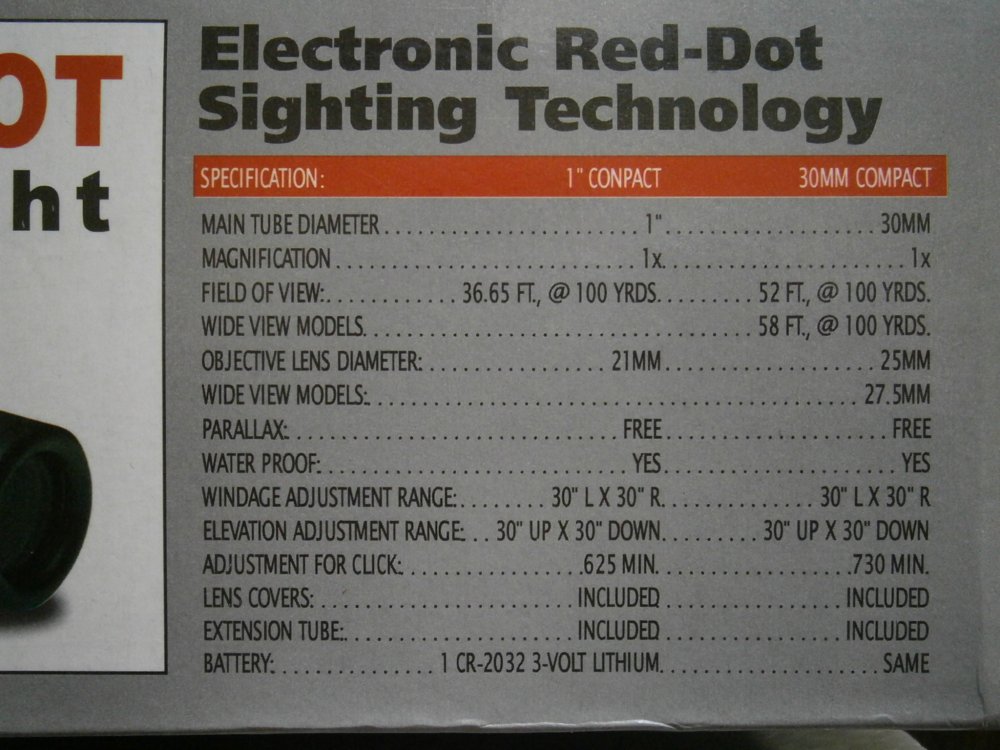 OT
ht
Electronic Red-Dot
Sighting Technology
SPECIFICATION: 1" CONPACT 30MM COMPACT
MAIN TUBE DIAMETER 1" 30MM
MAGNIFICATION 1x 1x
FIELD OF VIEW: 36.65 FT., @ 100 YRDS. 52 FT., @ 100 YRDS.
WIDE VIEW MODELS 58 FT., @ 100 YRDS.
OBJECTIVE LENS DIAMETER: 21MM 25MM
WIDE VIEW MODELS: 27.5MM
PARALLAX: FREE FREE
WATER PROOF: YES YES
WINDAGE ADJUSTMENT RANGE: 30" L X 30" R 30" L X 30" R
ELEVATION ADJUSTMENT RANGE: 30" UP X 30" DOWN 30" UP X 30" DOWN
ADJUSTMENT FOR CLICK: .625 MIN. .730 MIN.
LENS COVERS: INCLUDED INCLUDED
EXTENSION TUBE: INCLUDED INCLUDED
BATTERY: 1 CR-2032 3-VOLT LITHIUM SAME